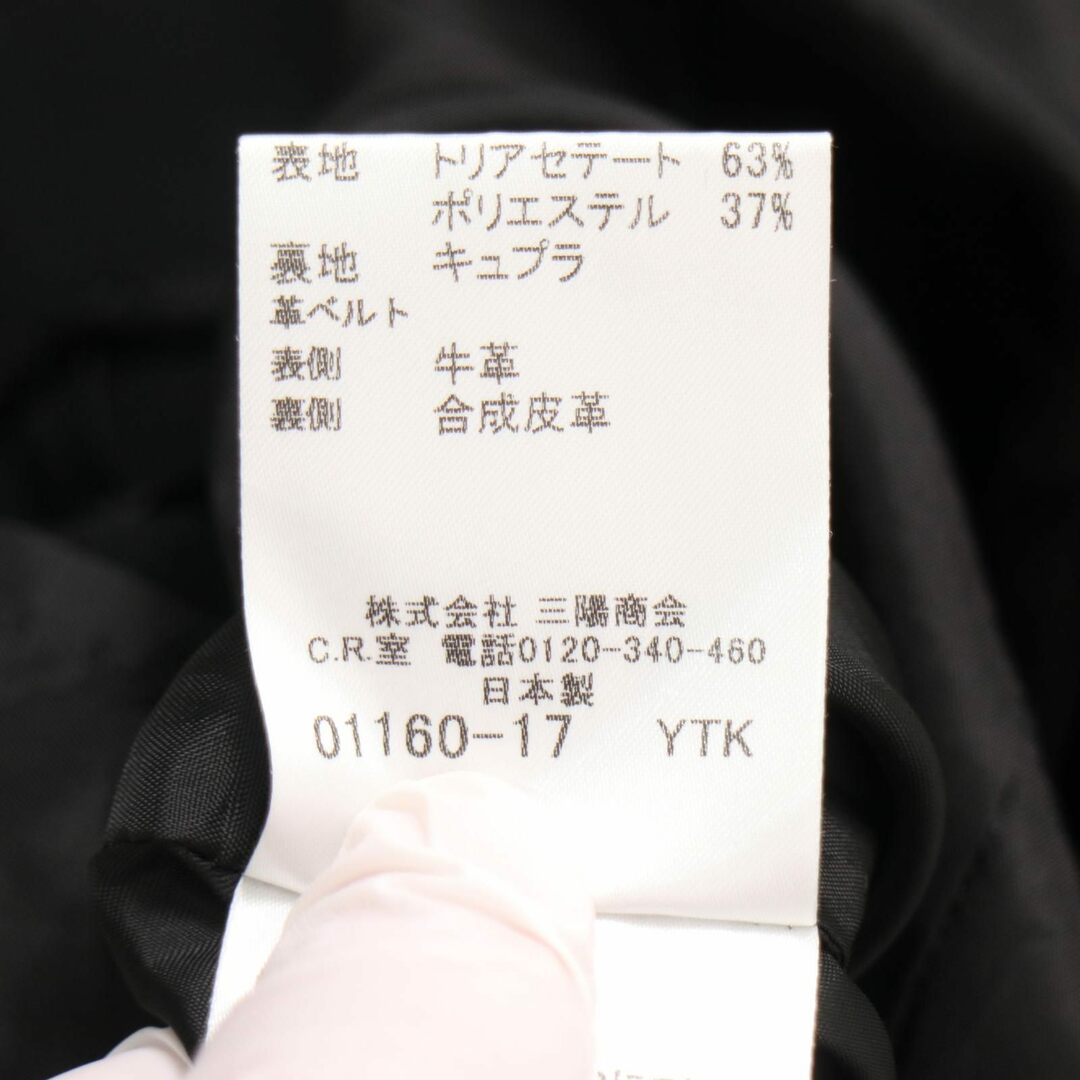 表地 トリアセテート 63%
ポリエステル 37%
裏地 キュプラ
革ベルト
表側 牛革
裏側 合成皮革
株式会社 三陽商会
C.R.室 電話0120-340-460
日本製
01160-17 YTK